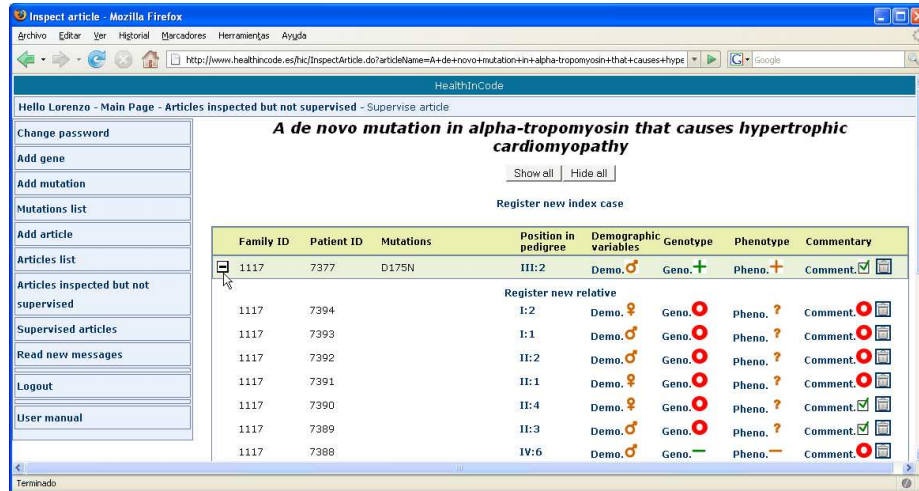 Inspect article - Mozilla Firefox
Archivo Editar Ver Historial Marcadores Herramientas Ayuda
http://www.healthincode.es/hic/InspectArticle.do?articleName=A+de+novo+mutation+in+alpha-tropomyosin+that+causes+hype
Google
HealthInCode
Hello Lorenzo - Main Page - Articles inspected but not supervised - Supervise article
Change password
Add gene
Add mutation
Mutations list
Add article
Articles list
Articles inspected but not supervised
Supervised articles
Read new messages
Logout
User manual
A de novo mutation in alpha-tropomyosin that causes hypertrophic
cardiomyopathy
Show all Hide all
Register new index case
Family ID Patient ID Mutations Position in pedigree Demographic variables Genotype Phenotype Commentary
1117 7377 D175N III:2 Demo. Geno. Pheno. Comment.
Register new relative
1117 7394 I:2 Demo. Geno. Pheno. ? Comment.
1117 7393 I:1 Demo. Geno. Pheno. ? Comment.
1117 7392 II:2 Demo. Geno. Pheno. ? Comment.
1117 7391 II:1 Demo. Geno. Pheno. ? Comment.
1117 7390 II:4 Demo. Geno. Pheno. ? Comment.
1117 7389 II:3 Demo. Geno. Pheno. ? Comment.
1117 7388 IV:6 Demo. Geno. Pheno. Comment.
Terminado